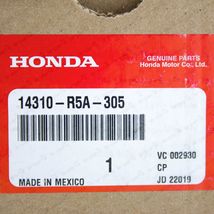 HONDA
GENUINE PARTS
Honda Motor Co., Ltd.
14310-R5A-305
1
VC 002930
CP
MADE IN MEXICO
JD 22019